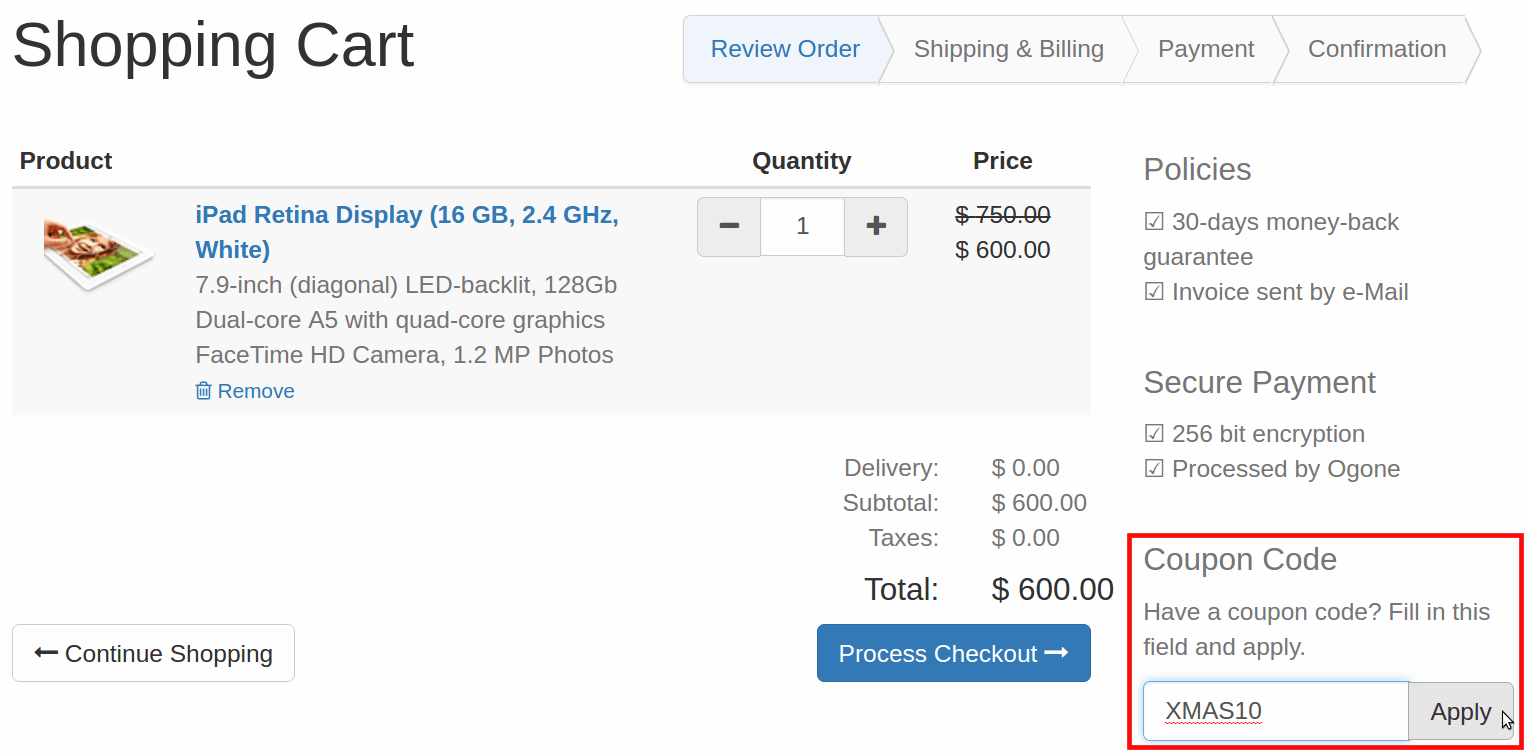 Shopping Cart
Review Order
Shipping & Billing
Payment
Confirmation
Product
Quantity
Price
iPad Retina Display (16 GB, 2.4 GHz,
White)
7.9-inch (diagonal) LED-backlit, 128Gb
Dual-core A5 with quad-core graphics
FaceTime HD Camera, 1.2 MP Photos
Remove
1
$ 750.00
$ 600.00
Delivery: $ 0.00
Subtotal: $ 600.00
Taxes: $ 0.00
Total: $ 600.00
Continue Shopping
Process Checkout
Policies
30-days money-back
guarantee
Invoice sent by e-Mail
Secure Payment
256 bit encryption
Processed by Ogone
Coupon Code
Have a coupon code? Fill in this
field and apply.
XMAS10
Apply